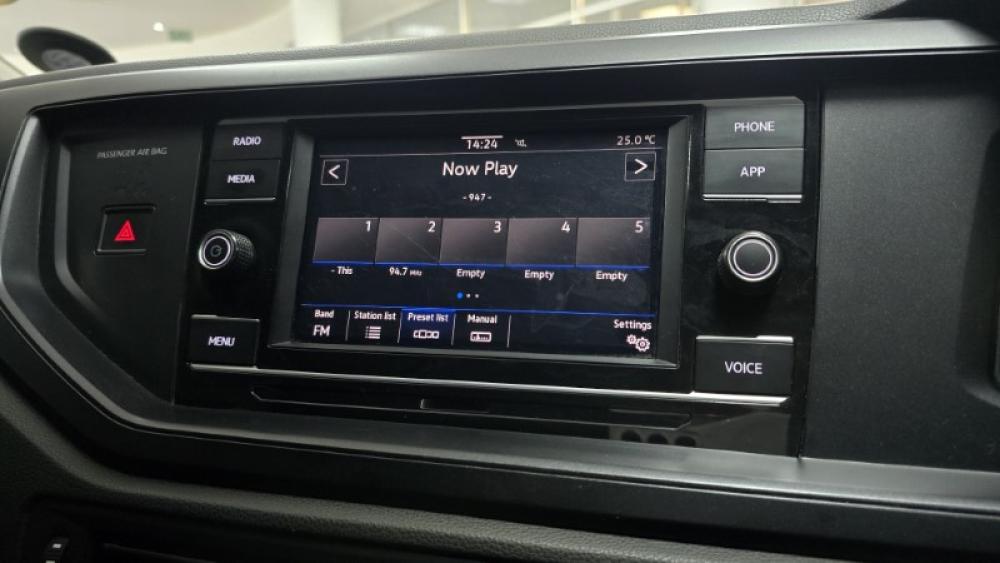 PASSENGER AIR BAG
RADIO
MEDIA
MENU
14:24
25.0 °C
<
Now Play
>
- 947 -
1 2 3 4 5
- This 94.7 MHz Empty Empty Empty
Band Station list Preset list Manual Settings
FM
PHONE
APP
VOICE